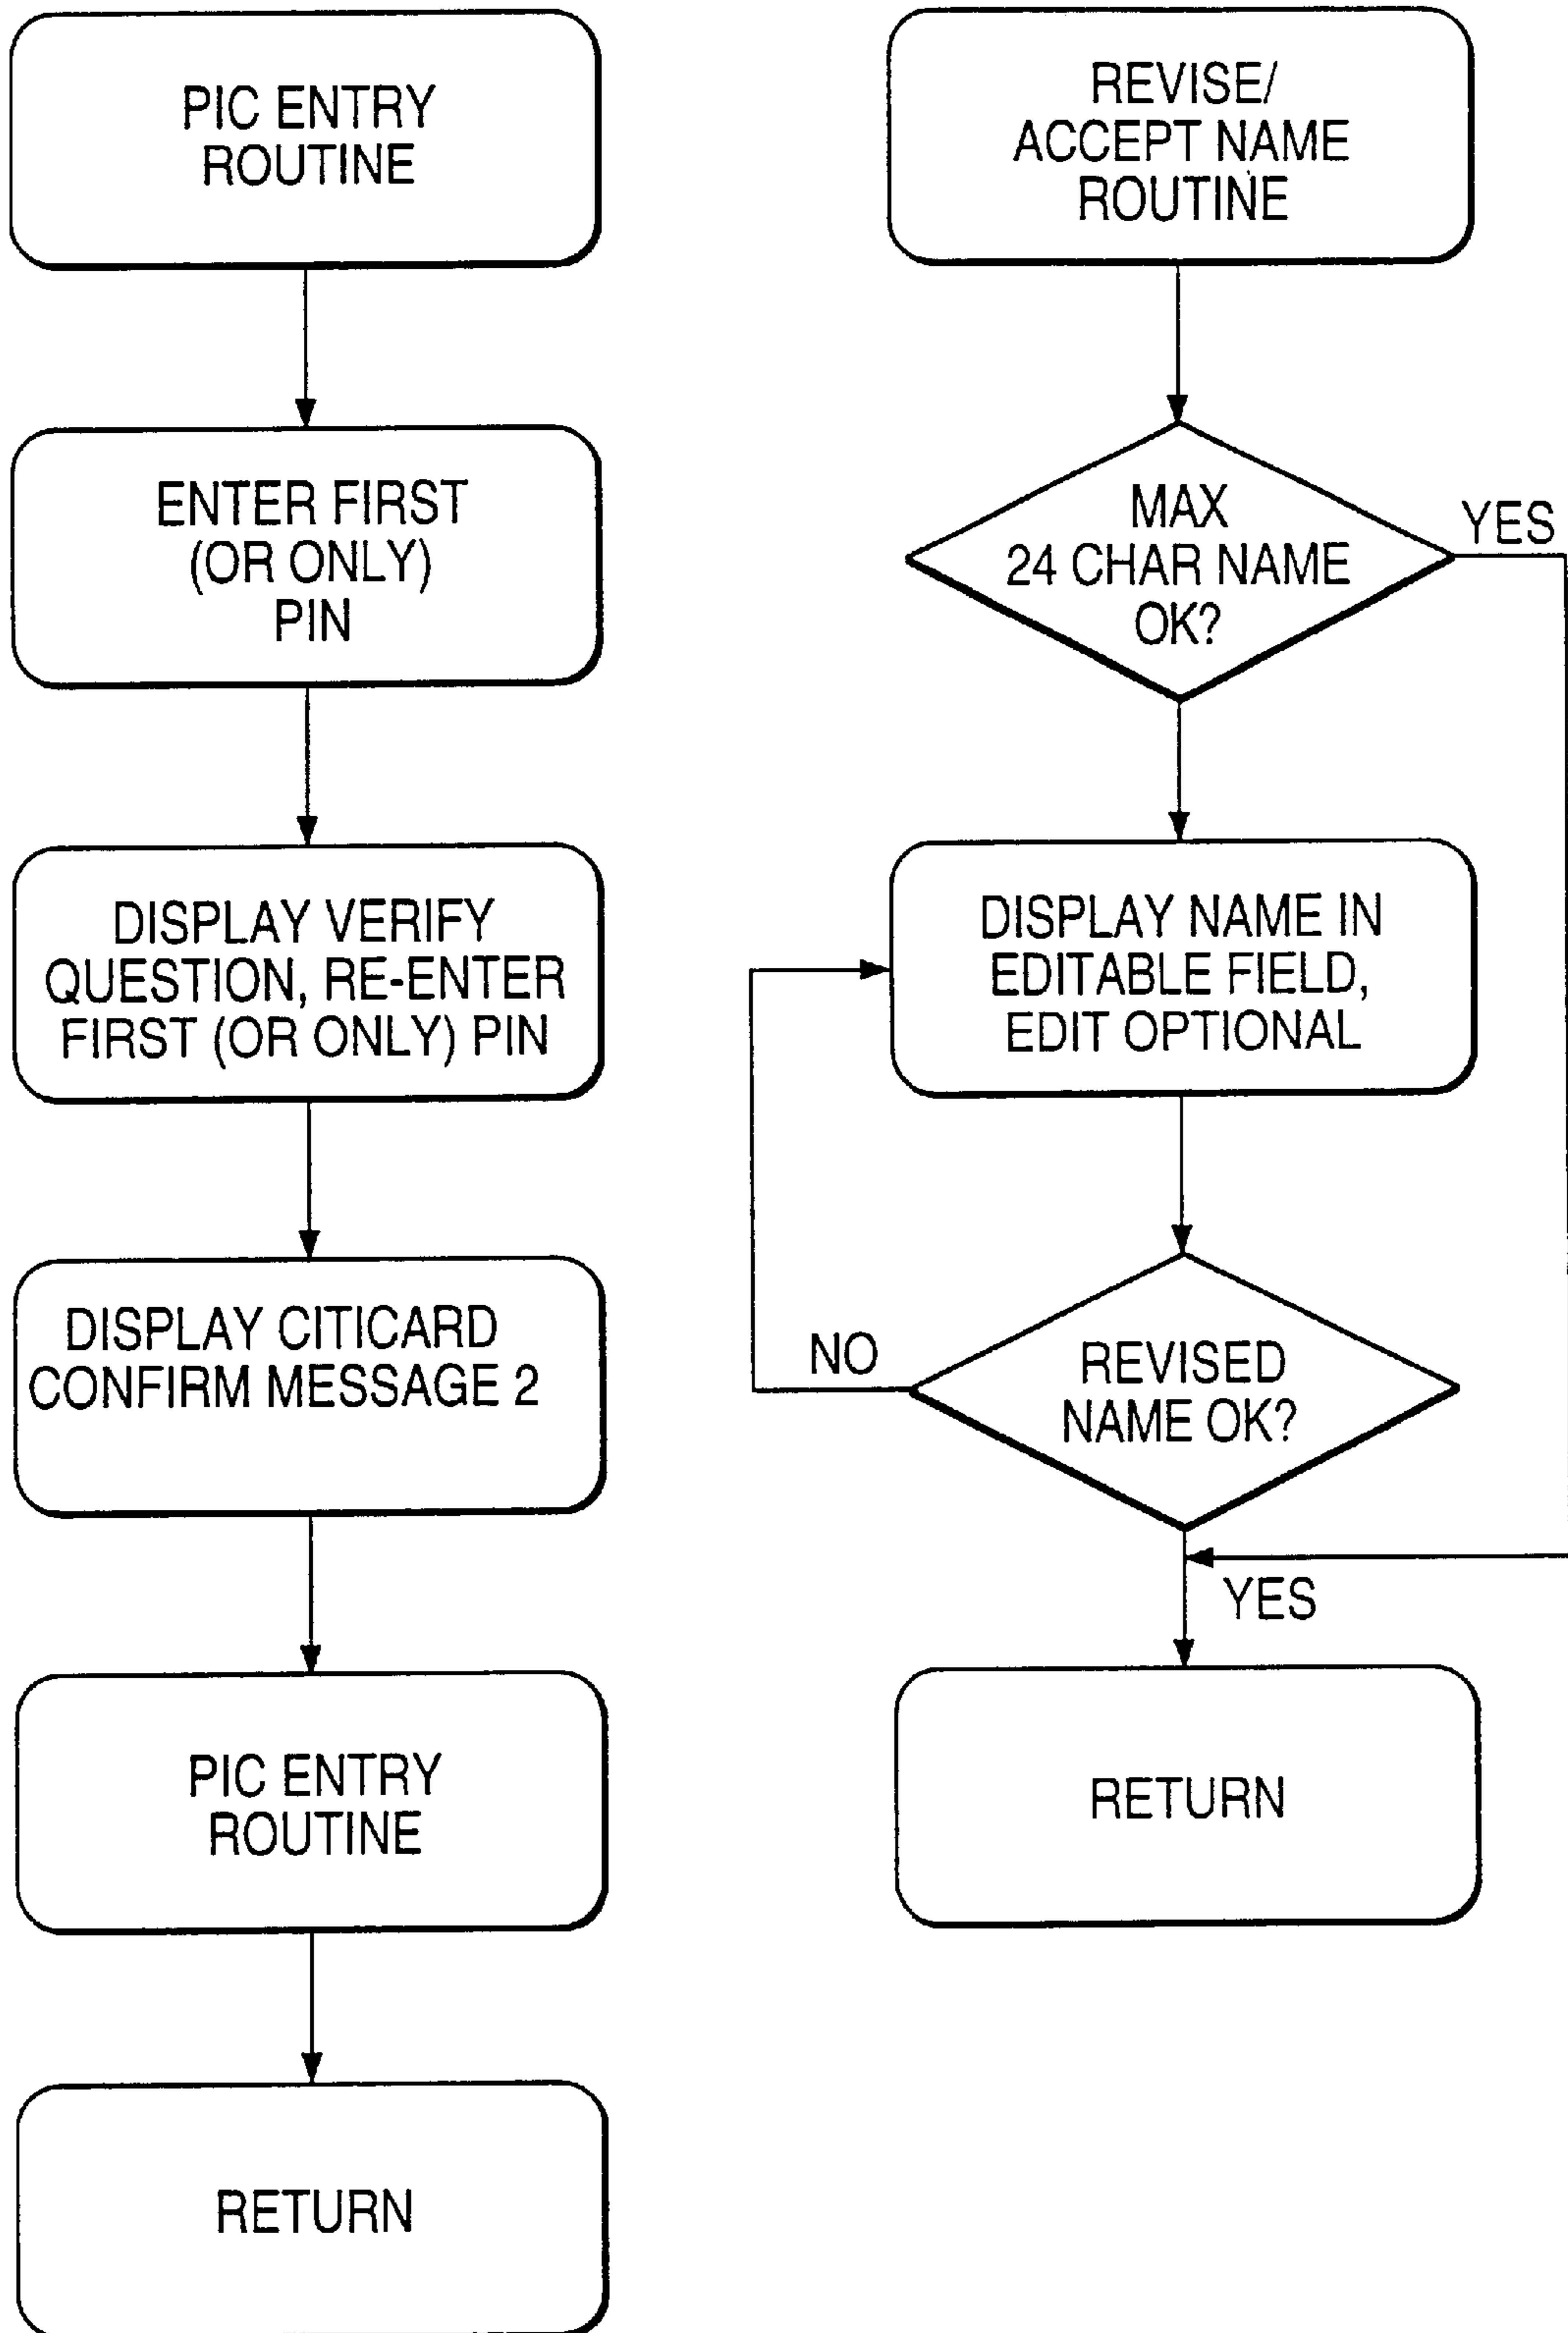 PIC ENTRY
ROUTINE
ENTER FIRST
(OR ONLY)
PIN
DISPLAY VERIFY
QUESTION, RE-ENTER
FIRST (OR ONLY) PIN
DISPLAY CITICARD
CONFIRM MESSAGE 2
PIC ENTRY
ROUTINE
RETURN
REVISE/
ACCEPT NAME
ROUTINE
MAX
24 CHAR NAME
OK?
YES
DISPLAY NAME IN
EDITABLE FIELD,
EDIT OPTIONAL
NO
REVISED
NAME OK?
YES
RETURN